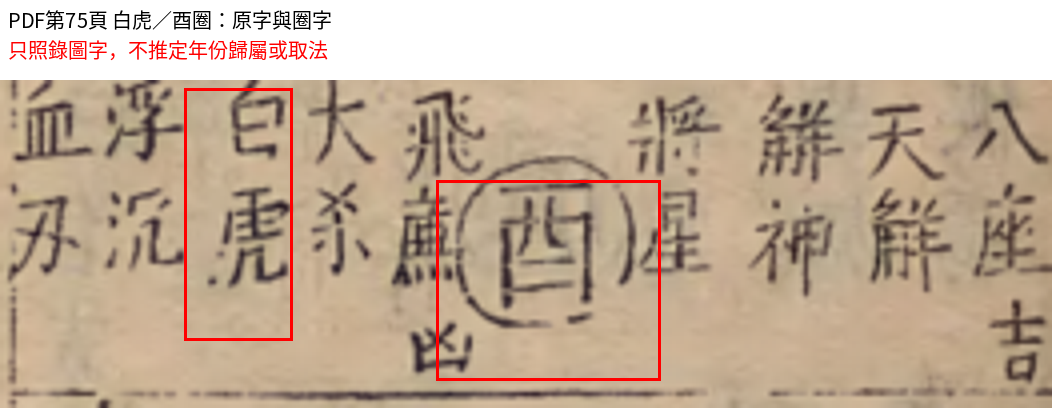 PDF第75頁 白虎／酉圈：原字與圈字
只照錄圖字，不推定年份歸屬或取法
八座 吉
天解
解神
將星
酉
飛廉 凶
大杀
白虎
浮沉
血刃